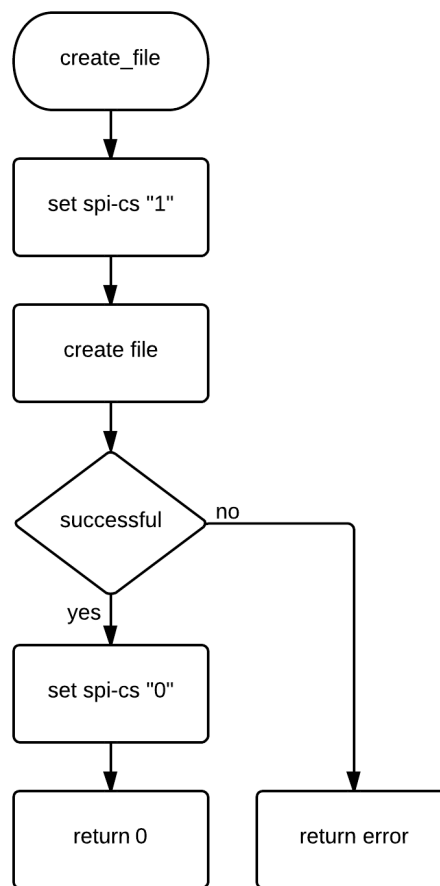 create_file
set spi-cs "1"
create file
successful
no
yes
set spi-cs "0"
return 0
return error